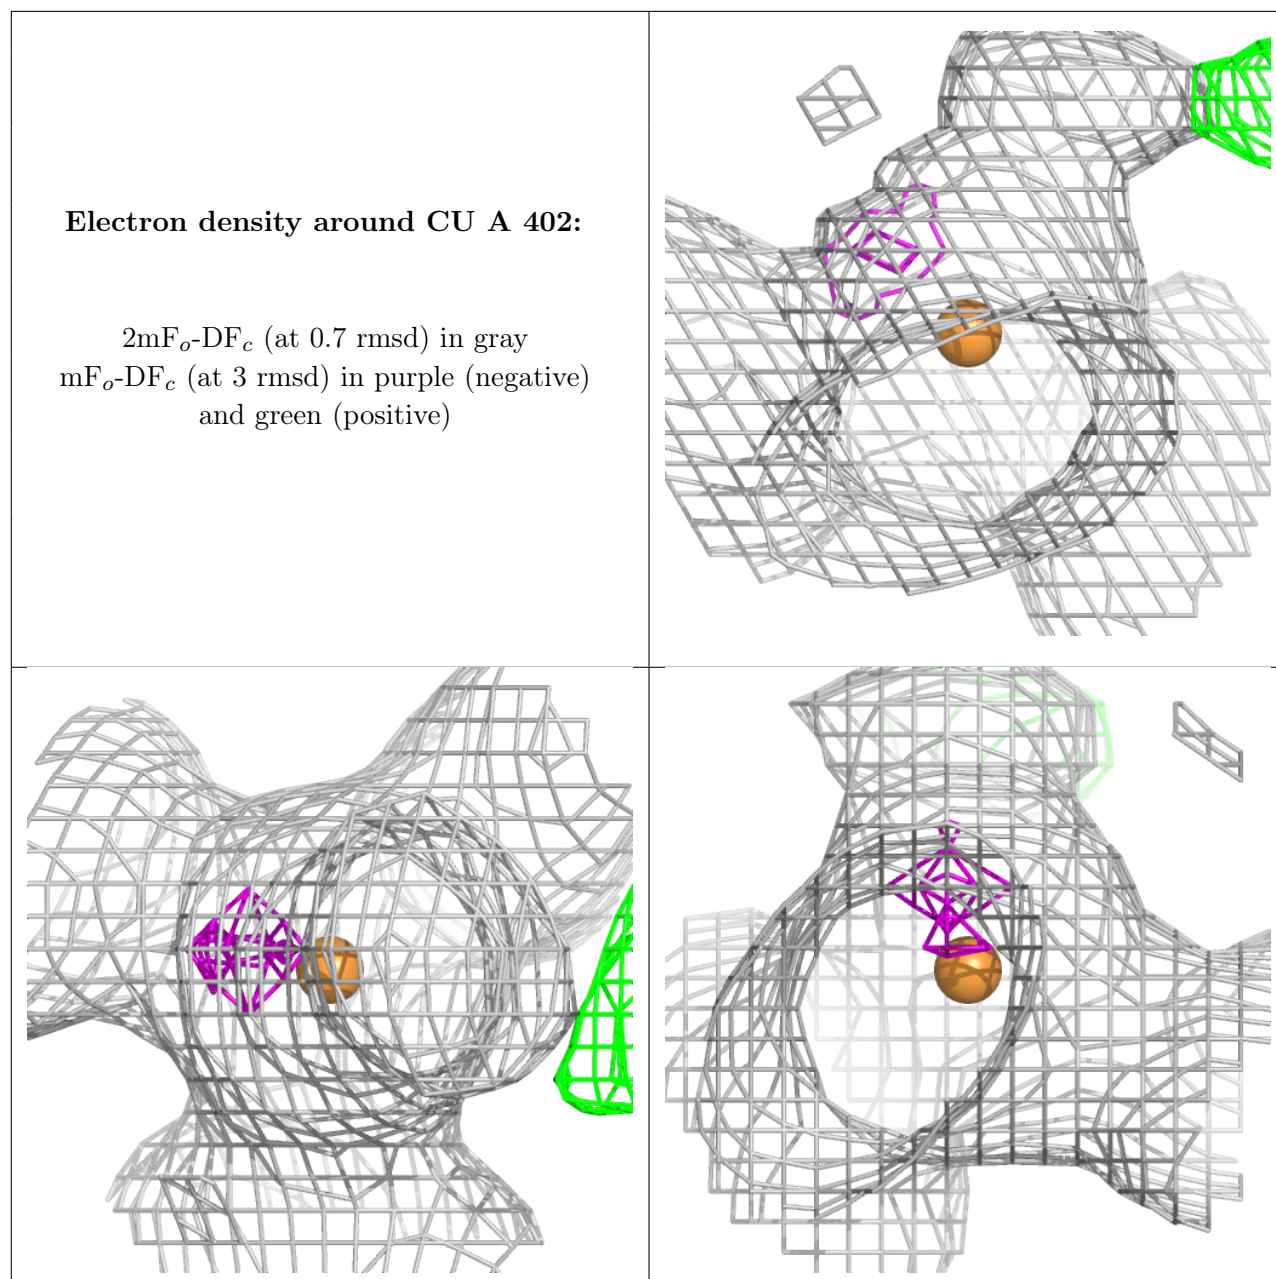 Electron density around CU A 402:
2mFo-DFc (at 0.7 rmsd) in gray
mFo-DFc (at 3 rmsd) in purple (negative)
and green (positive)